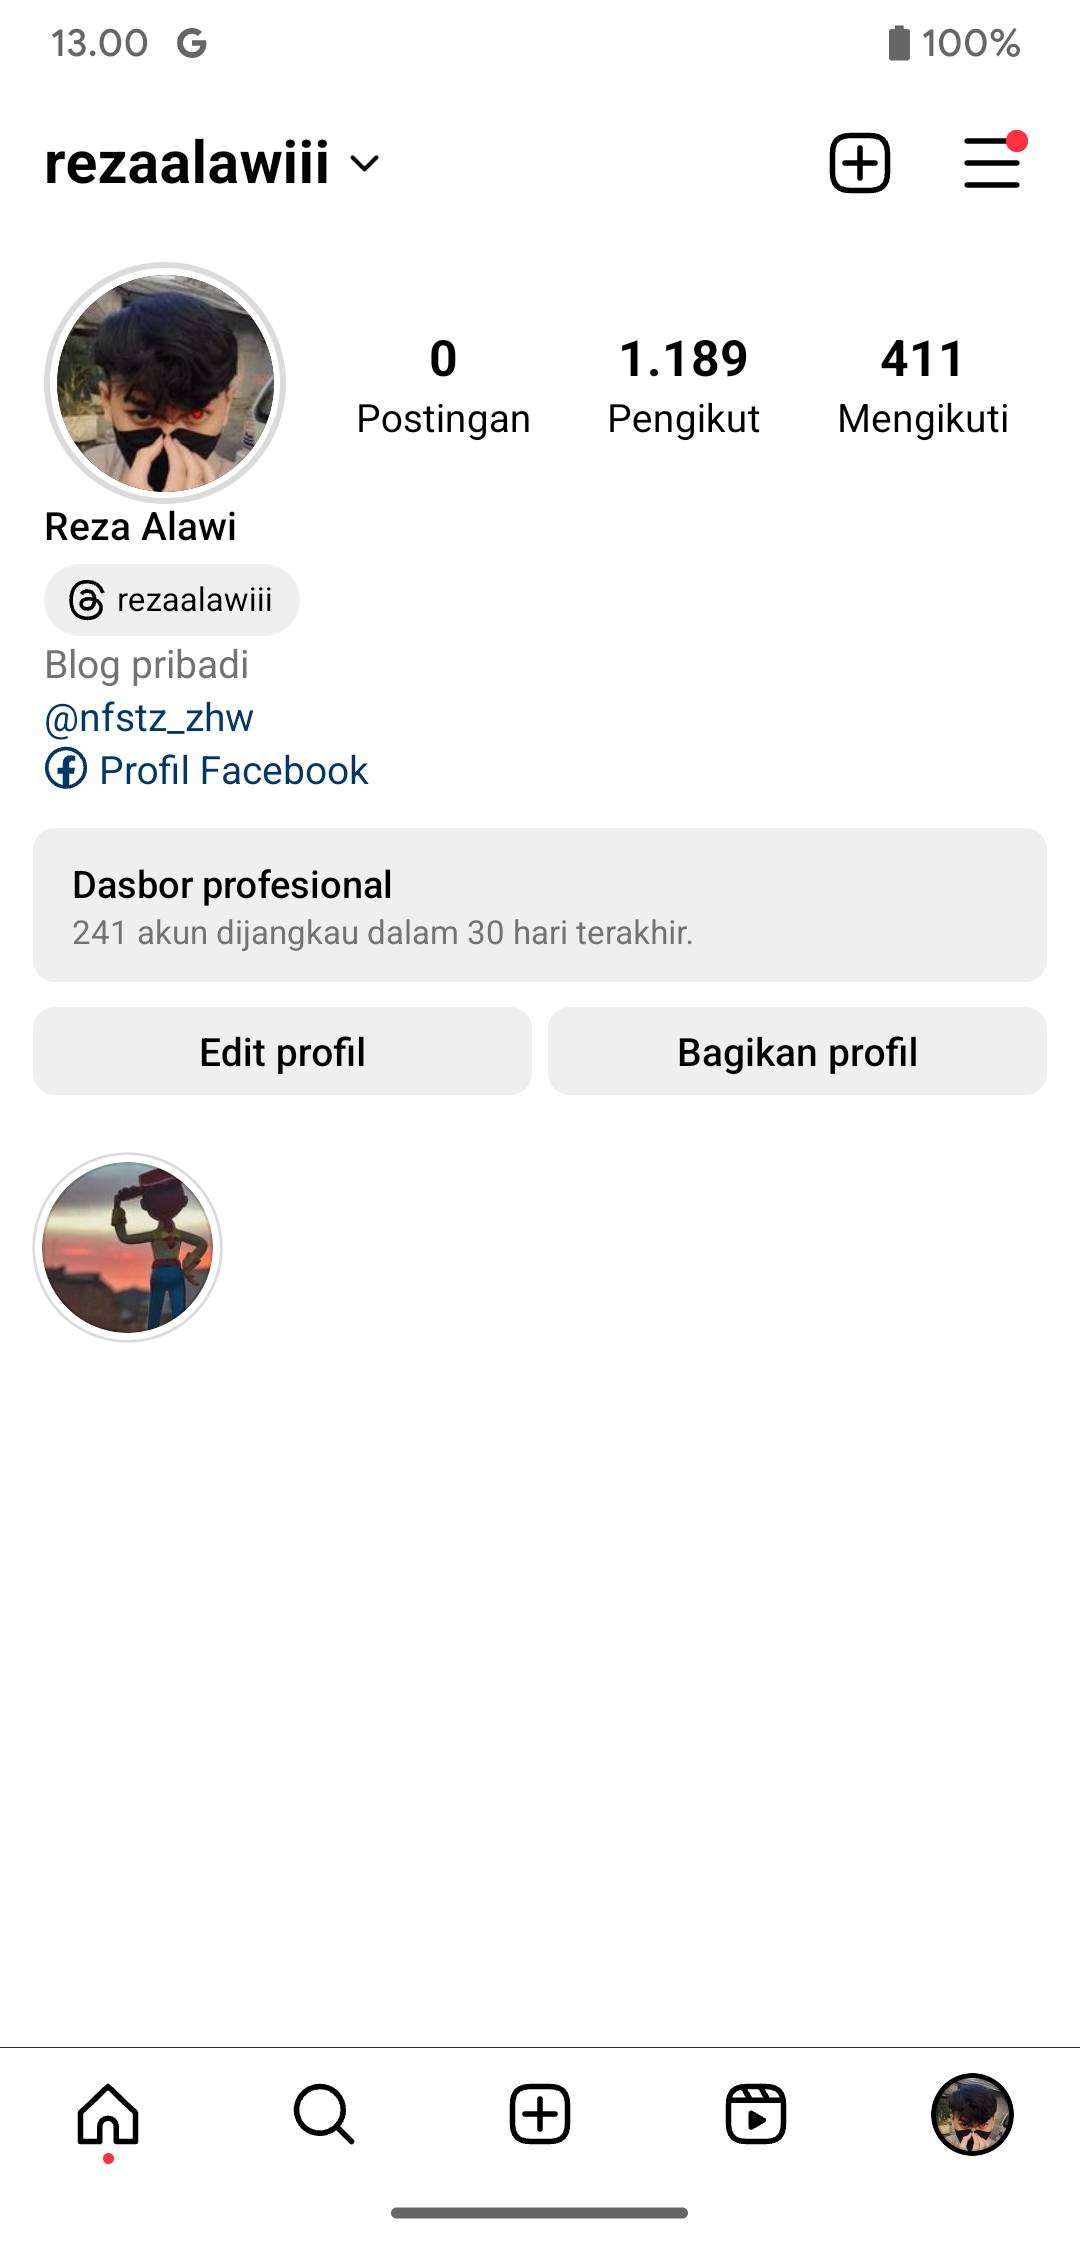 13.00 G 100%
rezaalawiii
0 1.189 411
Postingan Pengikut Mengikuti
Reza Alawi
rezaalawiii
Blog pribadi
@nfstz_zhw
Profil Facebook
Dasbor profesional
241 akun dijangkau dalam 30 hari terakhir.
Edit profil Bagikan profil